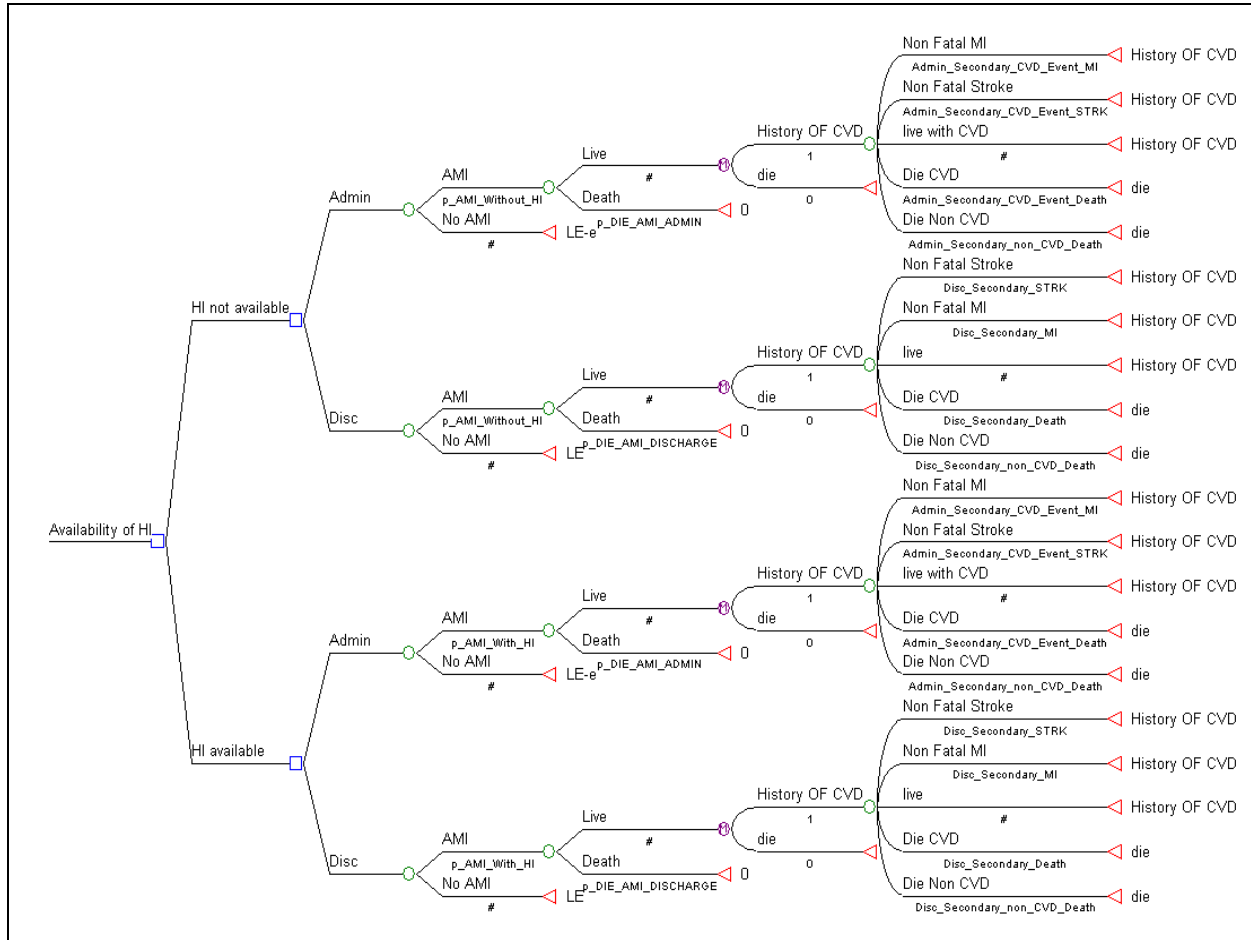 Non Fatal MI
History OF CVD
Admin_Secondary_CVD_Event_MI
Non Fatal Stroke
History OF CVD
Admin_Secondary_CVD_Event_STRK
History OF CVD
live with CVD
History OF CVD
1
#
Live
#
die
0
Die CVD
die
Admin_Secondary_CVD_Event_Death
AMI
p_AMI_Without_HI
Death
0
p_DIE_AMI_ADMIN
Die Non CVD
die
Admin_Secondary_non_CVD_Death
Admin
No AMI
LE-e
#
Non Fatal Stroke
History OF CVD
Disc_Secondary_STRK
HI not available
Non Fatal MI
History OF CVD
Disc_Secondary_MI
History OF CVD
live
History OF CVD
1
#
Live
#
die
0
Die CVD
die
Disc_Secondary_Death
AMI
p_AMI_Without_HI
Death
0
p_DIE_AMI_DISCHARGE
Die Non CVD
die
Disc_Secondary_non_CVD_Death
Disc
No AMI
LE
#
Availability of HI
Non Fatal MI
History OF CVD
Admin_Secondary_CVD_Event_MI
Non Fatal Stroke
History OF CVD
Admin_Secondary_CVD_Event_STRK
History OF CVD
live with CVD
History OF CVD
1
#
Live
#
die
0
Die CVD
die
Admin_Secondary_CVD_Event_Death
AMI
p_AMI_With_HI
Death
0
p_DIE_AMI_ADMIN
Die Non CVD
die
Admin_Secondary_non_CVD_Death
Admin
No AMI
LE-e
#
Non Fatal Stroke
History OF CVD
Disc_Secondary_STRK
HI available
Non Fatal MI
History OF CVD
Disc_Secondary_MI
History OF CVD
live
History OF CVD
1
#
Live
#
die
0
Die CVD
die
Disc_Secondary_Death
AMI
p_AMI_With_HI
Death
0
p_DIE_AMI_DISCHARGE
Die Non CVD
die
Disc_Secondary_non_CVD_Death
Disc
No AMI
LE
#